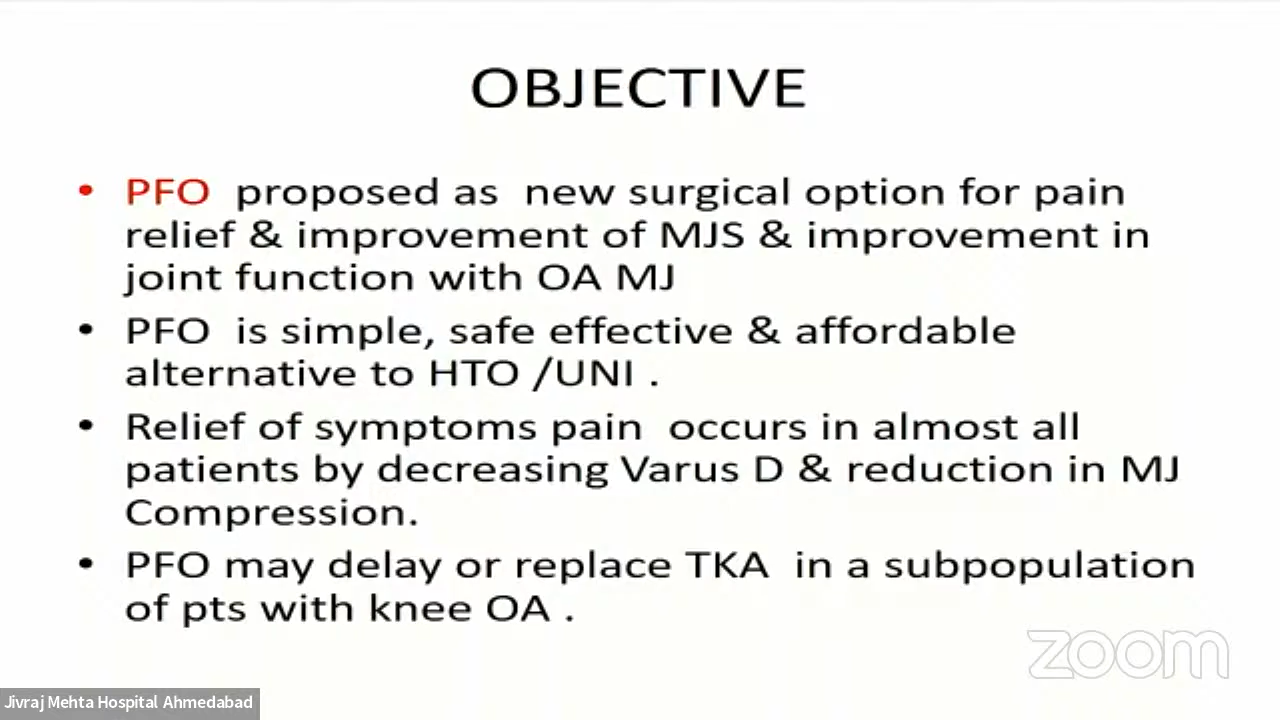 OBJECTIVE
• PFO proposed as new surgical option for pain
relief & improvement of MJS & improvement in
joint function with OA MJ
• PFO is simple, safe effective & affordable
alternative to HTO /UNI .
• Relief of symptoms pain occurs in almost all
patients by decreasing Varus D & reduction in MJ
Compression.
• PFO may delay or replace TKA in a subpopulation
of pts with knee OA .
zoom
Jivraj Mehta Hospital Ahmedabad